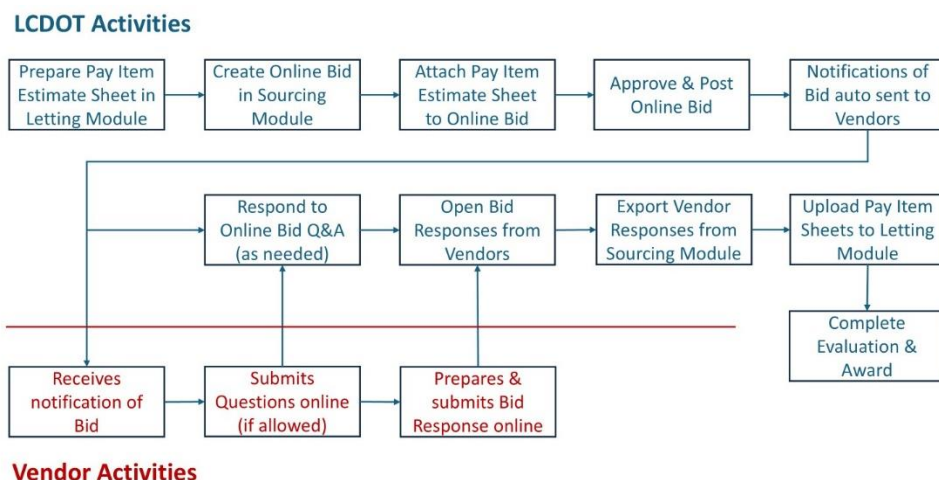 LCDOT Activities
Prepare Pay Item
Estimate Sheet in
Letting Module
Create Online Bid
in Sourcing
Module
Attach Pay Item
Estimate Sheet
to Online Bid
Approve & Post
Online Bid
Notifications of
Bid auto sent to
Vendors
Respond to
Online Bid Q&A
(as needed)
Open Bid
Responses from
Vendors
Export Vendor
Responses from
Sourcing Module
Upload Pay Item
Sheets to Letting
Module
Complete
Evaluation &
Award
Receives
notification of
Bid
Submits
Questions online
(if allowed)
Prepares &
submits Bid
Response online
Vendor Activities